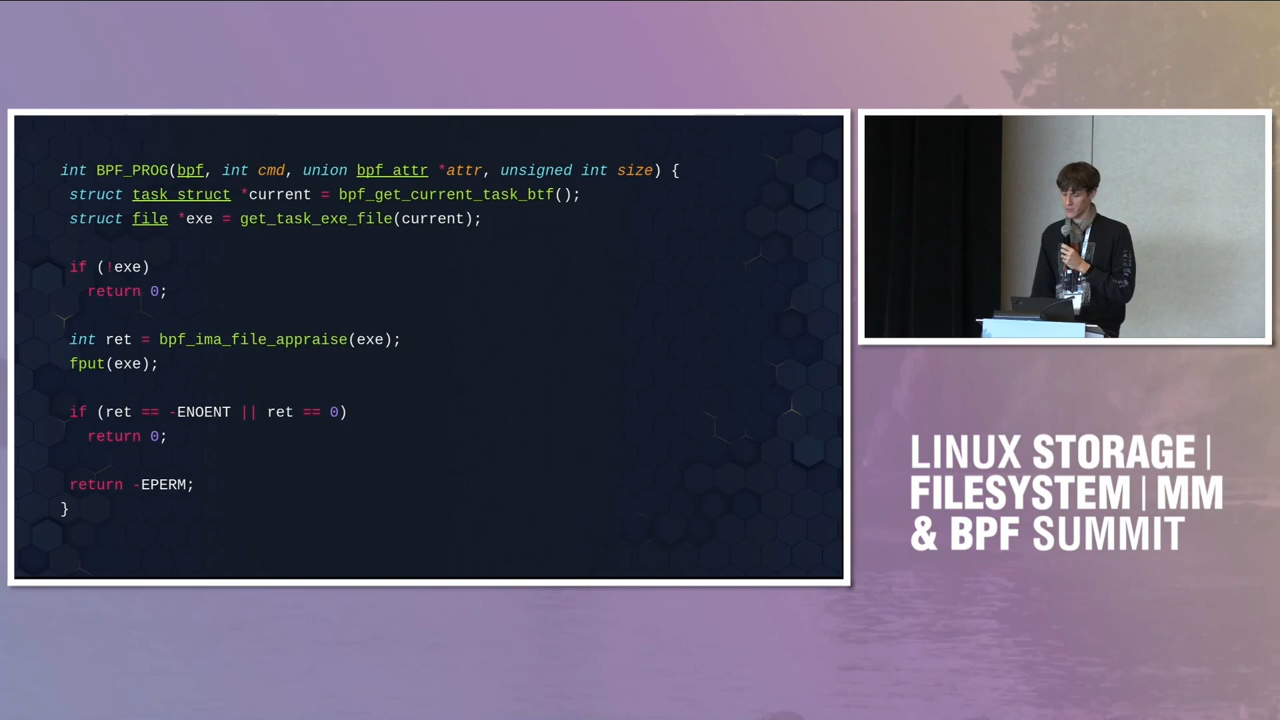 int BPF_PROG(bpf, int cmd, union bpf_attr *attr, unsigned int size) {
struct task_struct *current = bpf_get_current_task_btf();
struct file *exe = get_task_exe_file(current);
if (!exe)
return 0;
int ret = bpf_ima_file_appraise(exe);
fput(exe);
if (ret == -ENOENT || ret == 0)
return 0;
return -EPERM;
}
LINUX STORAGE|
FILESYSTEM|MM
& BPF SUMMIT